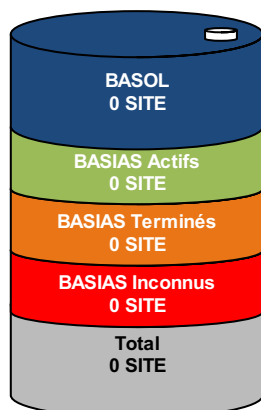 BASOL
0 SITE
BASIAS Actifs
0 SITE
BASIAS Terminés
0 SITE
BASIAS Inconnus
0 SITE
Total
0 SITE